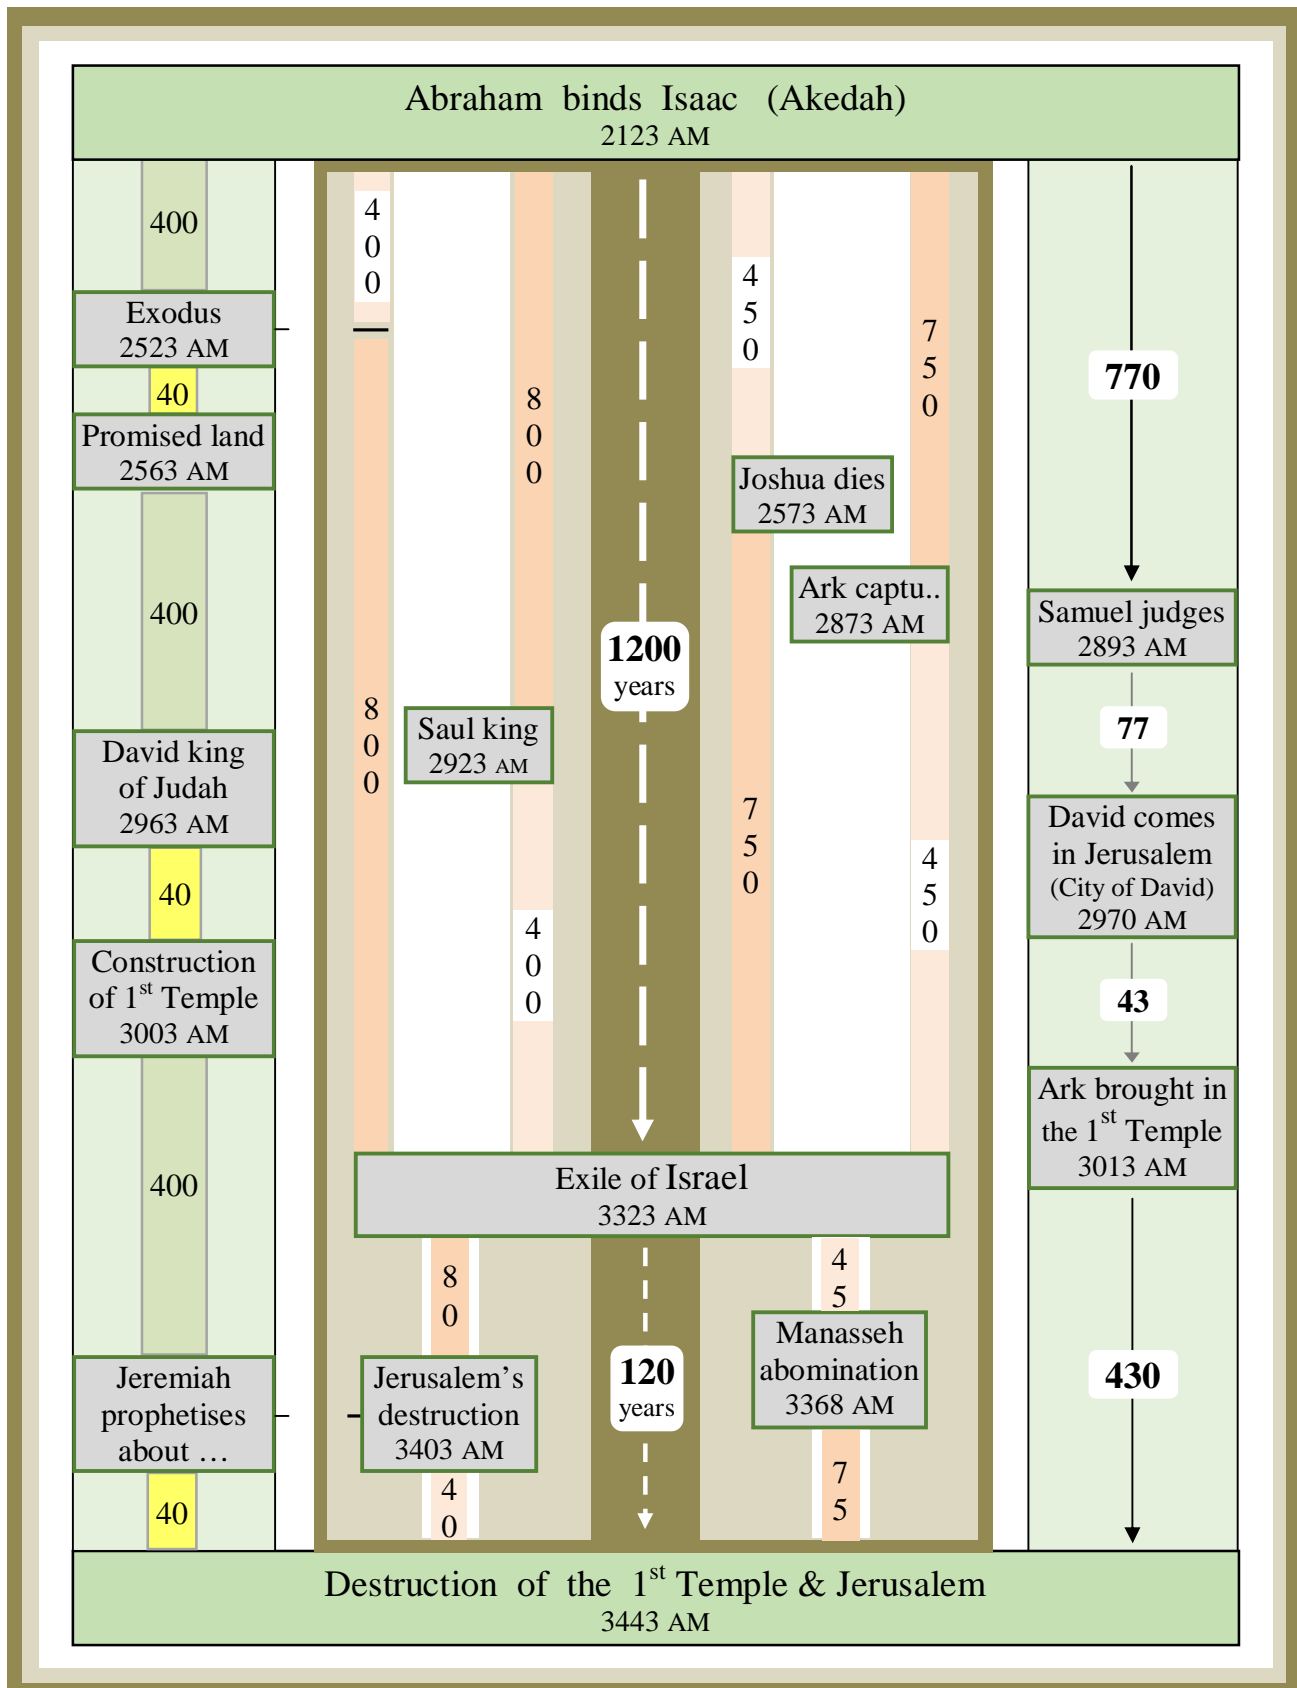 Abraham binds Isaac (Akedah)
2123 AM
400
Exodus
2523 AM
40
Promised land
2563 AM
400
David king
of Judah
2963 AM
40
Construction
of 1st Temple
3003 AM
400
Jeremiah
prophetises
about …
40
4
0
0
8
0
0
8
0
0
Saul king
2923 AM
4
0
0
1200
years
4
5
0
Joshua dies
2573 AM
7
5
0
7
5
0
Ark captu..
2873 AM
4
5
0
Exile of Israel
3323 AM
8
0
Jerusalem’s
destruction
3403 AM
4
0
120
years
4
5
Manasseh
abomination
3368 AM
7
5
770
Samuel judges
2893 AM
77
David comes
in Jerusalem
(City of David)
2970 AM
43
Ark brought in
the 1st Temple
3013 AM
430
Destruction of the 1st Temple & Jerusalem
3443 AM